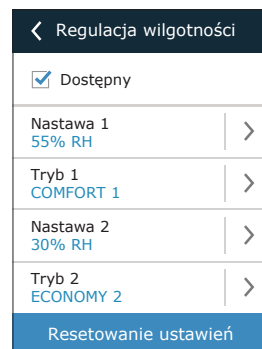 Regulacja wilgotności
Dostępny
Nastawa 1
55% RH
Tryb 1
COMFORT 1
Nastawa 2
30% RH
Tryb 2
ECONOMY 2
Resetowanie ustawień